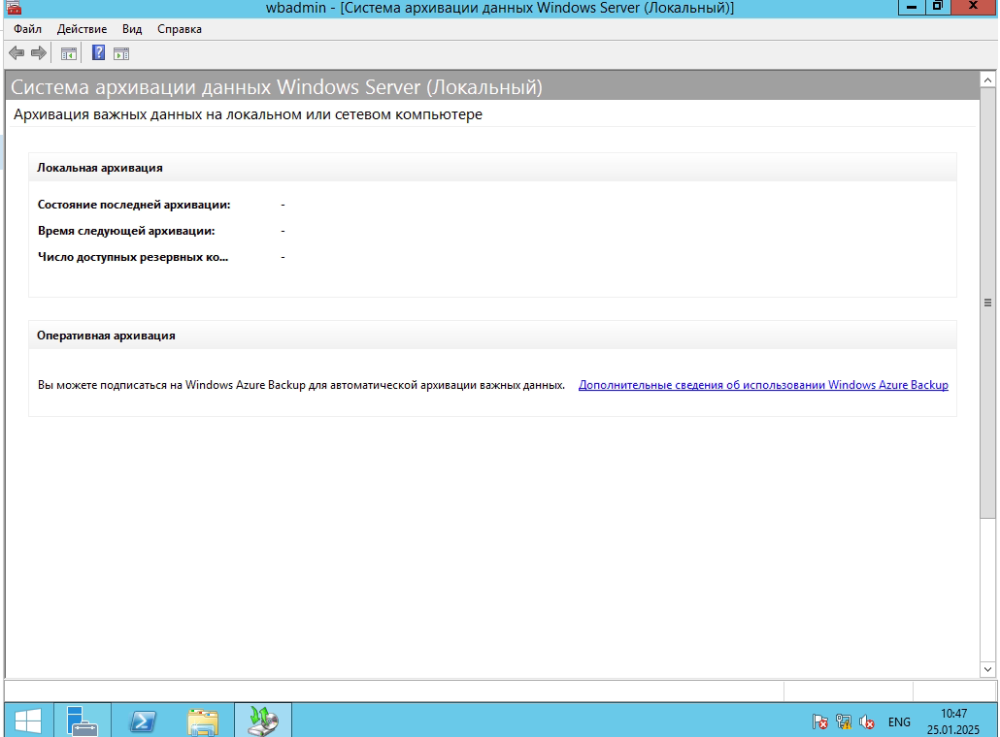 wbadmin - [Система архивации данных Windows Server (Локальный)]
Файл Действие Вид Справка
Система архивации данных Windows Server (Локальный)
Архивация важных данных на локальном или сетевом компьютере
Локальная архивация
Состояние последней архивации: -
Время следующей архивации: -
Число доступных резервных ко... -
Оперативная архивация
Вы можете подписаться на Windows Azure Backup для автоматической архивации важных данных. Дополнительные сведения об использовании Windows Azure Backup
ENG
10:47
25.01.2025